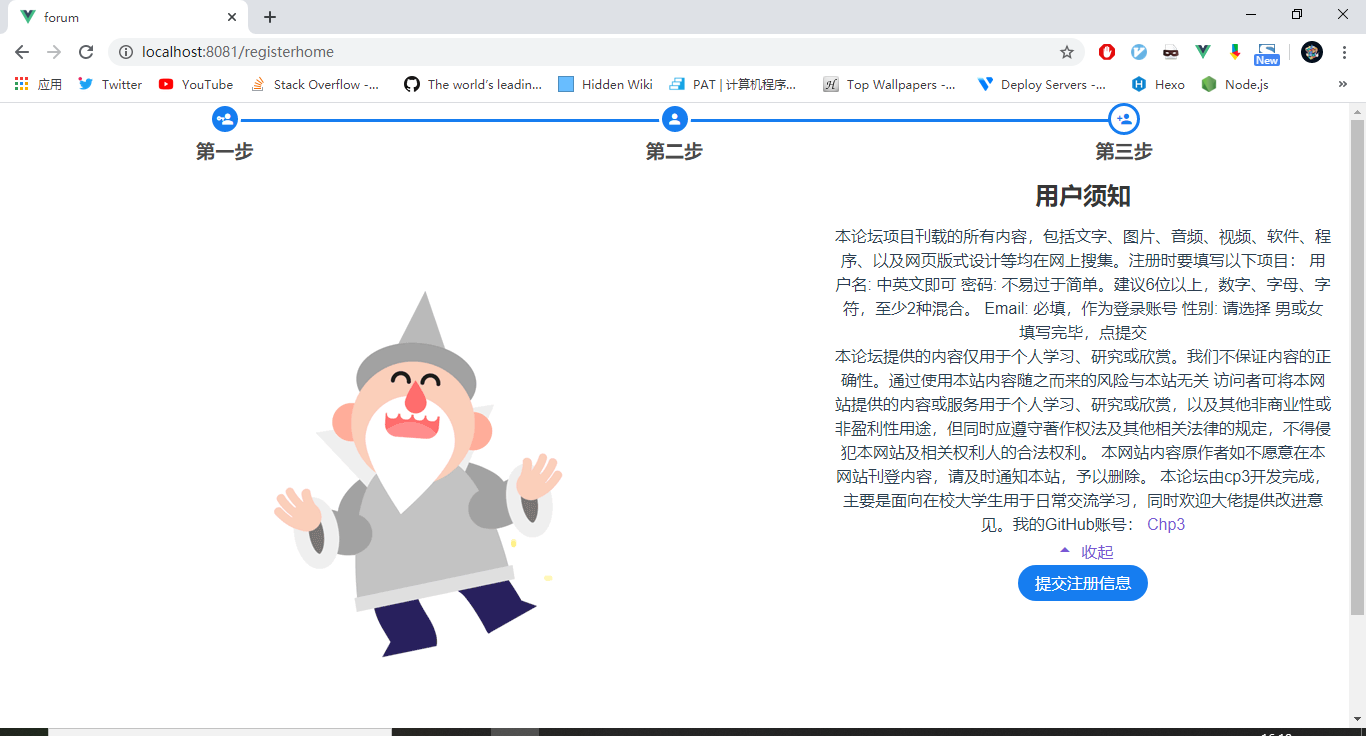 forum
localhost:8081/registerhome
应用 Twitter YouTube Stack Overflow -... The world's leadin... Hidden Wiki PAT | 计算机程序... Top Wallpapers -... Deploy Servers -... Hexo Node.js
New
第一步 第二步 第三步
用户须知
本论坛项目刊载的所有内容，包括文字、图片、音频、视频、软件、程
序、以及网页版式设计等均在网上搜集。注册时要填写以下项目： 用
户名: 中英文即可 密码: 不易过于简单。建议6位以上，数字、字母、字
符，至少2种混合。 Email: 必填，作为登录账号 性别: 请选择 男或女
填写完毕，点提交
本论坛提供的内容仅用于个人学习、研究或欣赏。我们不保证内容的正
确性。通过使用本站内容随之而来的风险与本站无关 访问者可将本网
站提供的内容或服务用于个人学习、研究或欣赏，以及其他非商业性或
非盈利性用途，但同时应遵守著作权法及其他相关法律的规定，不得侵
犯本网站及相关权利人的合法权利。 本网站内容原作者如不愿意在本
网站刊登内容，请及时通知本站，予以删除。 本论坛由cp3开发完成，
主要是面向在校大学生用于日常交流学习，同时欢迎大佬提供改进意
见。我的GitHub账号： Chp3
收起
提交注册信息